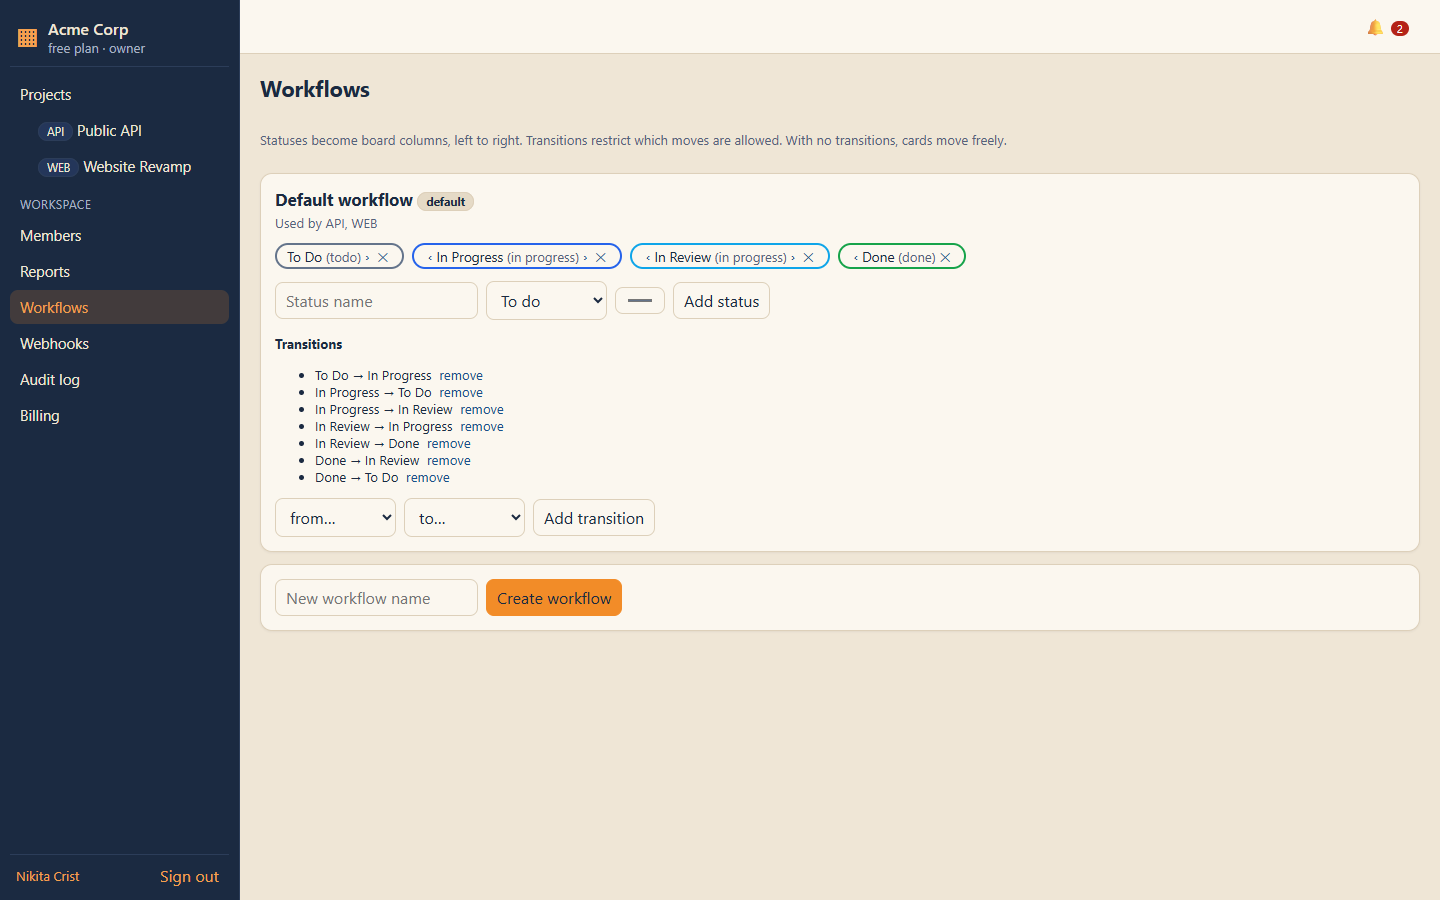 Acme Corp
free plan · owner
Projects
API Public API
WEB Website Revamp
WORKSPACE
Members
Reports
Workflows
Webhooks
Audit log
Billing
Nikita Crist Sign out
2
Workflows
Statuses become board columns, left to right. Transitions restrict which moves are allowed. With no transitions, cards move freely.
Default workflow default
Used by API, WEB
To Do (todo) › × ‹ In Progress (in progress) › × ‹ In Review (in progress) › × ‹ Done (done) ×
Status name To do Add status
Transitions
To Do → In Progress remove
In Progress → To Do remove
In Progress → In Review remove
In Review → In Progress remove
In Review → Done remove
Done → In Review remove
Done → To Do remove
from... to... Add transition
New workflow name Create workflow